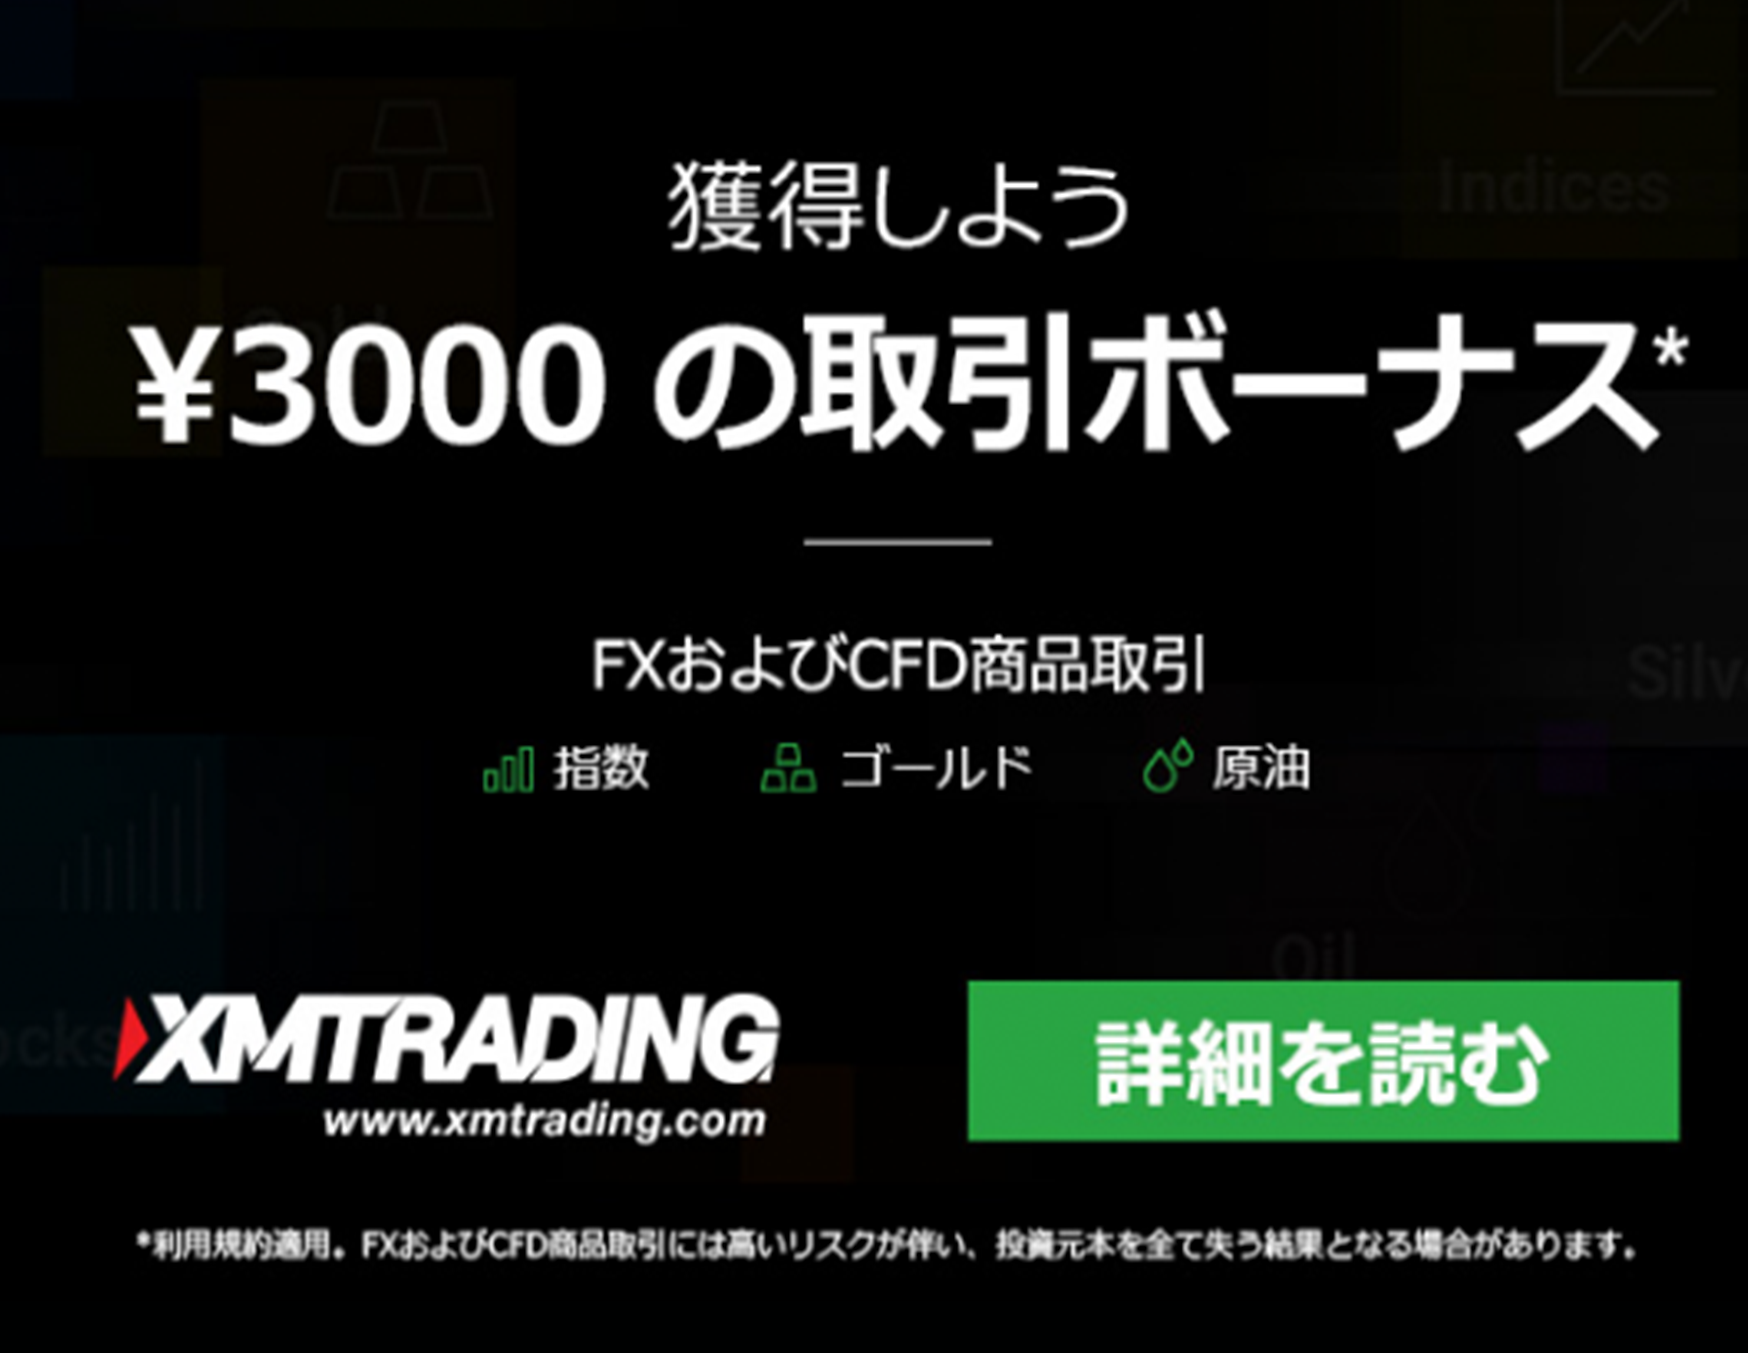 Indices
獲得しよう
¥3000 の取引ボーナス*
FXおよびCFD商品取引
指数 ゴールド 原油
Oil
XMTRADING
www.xmtrading.com
詳細を読む
*利用規約適用。FXおよびCFD商品取引には高いリスクが伴い、投資元本を全て失う結果となる場合があります。